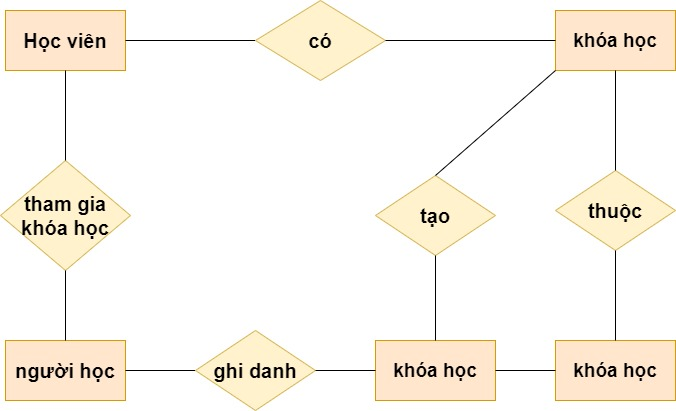 Học viên
có
khóa học
tham gia
khóa học
tạo
thuộc
người học
ghi danh
khóa học
khóa học